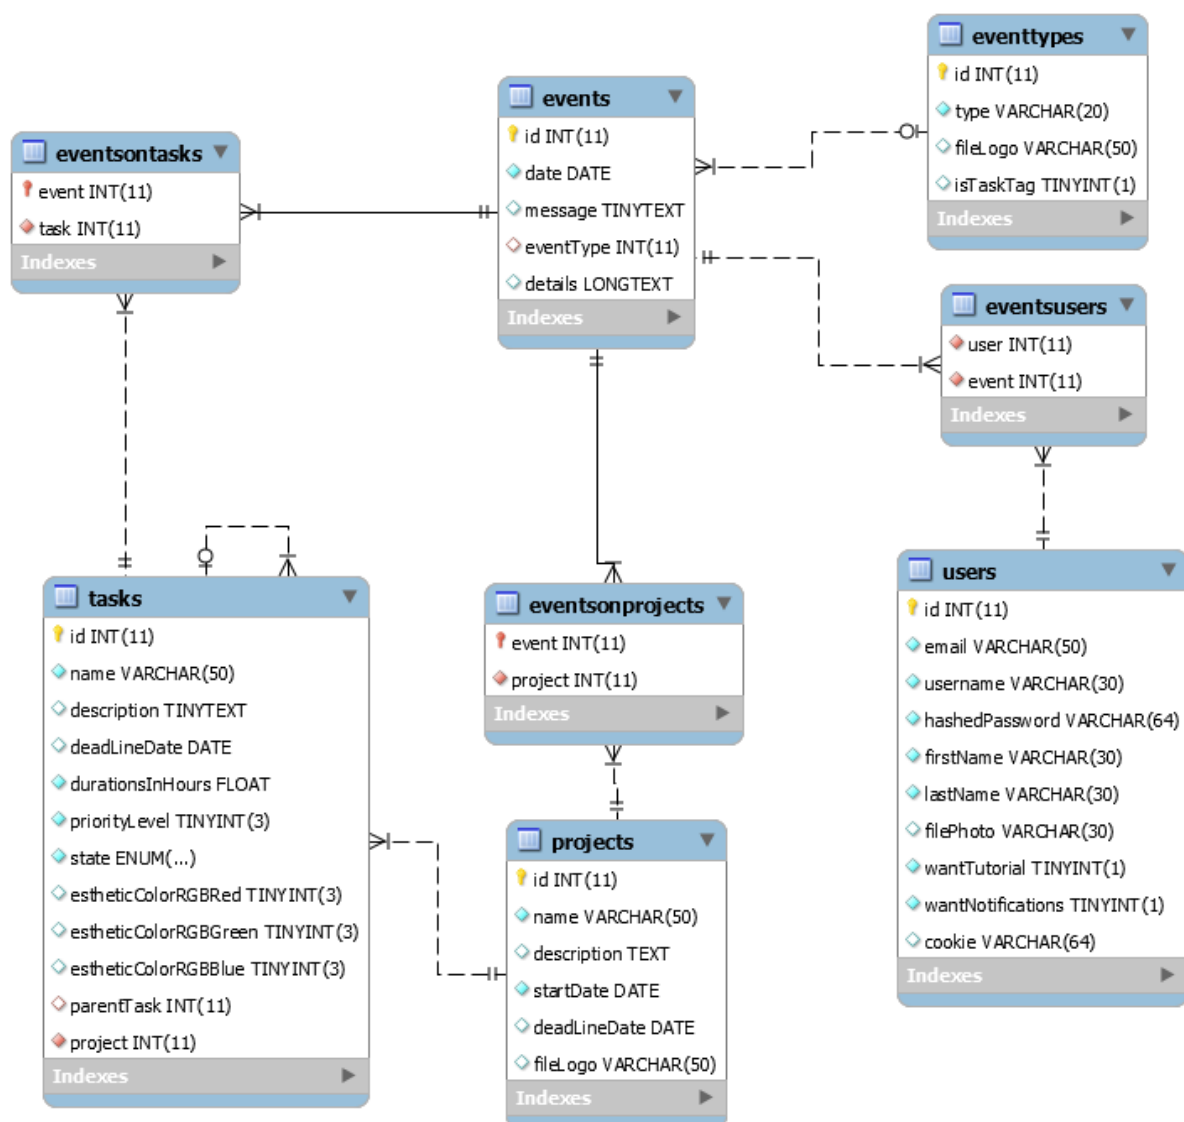 eventtypes
id INT(11)
type VARCHAR(20)
fileLogo VARCHAR(50)
isTaskTag TINYINT(1)
Indexes
events
id INT(11)
date DATE
message TINYTEXT
eventType INT(11)
details LONGTEXT
Indexes
eventsontasks
event INT(11)
task INT(11)
Indexes
eventsusers
user INT(11)
event INT(11)
Indexes
tasks
id INT(11)
name VARCHAR(50)
description TINYTEXT
deadLineDate DATE
durationsInHours FLOAT
priorityLevel TINYINT(3)
state ENUM(...)
estheticColorRGBRed TINYINT(3)
estheticColorRGBGreen TINYINT(3)
estheticColorRGBBlue TINYINT(3)
parentTask INT(11)
project INT(11)
Indexes
eventsonprojects
event INT(11)
project INT(11)
Indexes
projects
id INT(11)
name VARCHAR(50)
description TEXT
startDate DATE
deadLineDate DATE
fileLogo VARCHAR(50)
Indexes
users
id INT(11)
email VARCHAR(50)
username VARCHAR(30)
hashedPassword VARCHAR(64)
firstName VARCHAR(30)
lastName VARCHAR(30)
filePhoto VARCHAR(30)
wantTutorial TINYINT(1)
wantNotifications TINYINT(1)
cookie VARCHAR(64)
Indexes